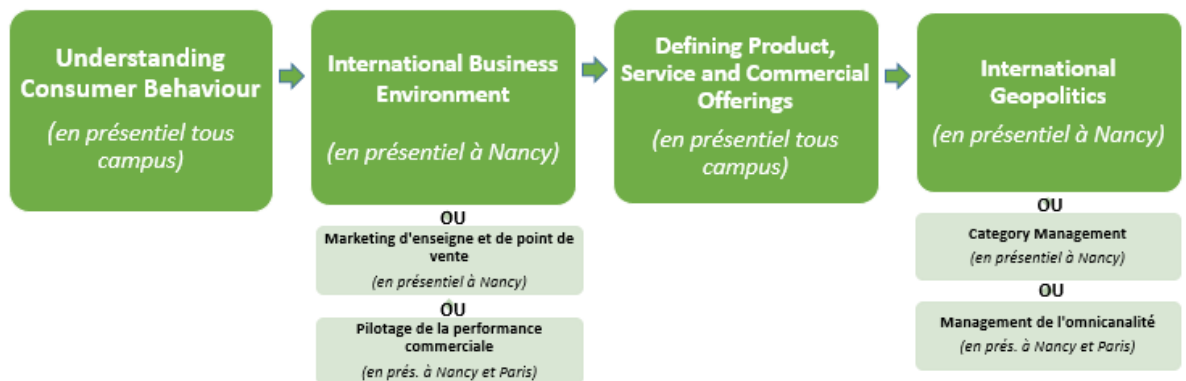 Understanding
Consumer Behaviour
(en présentiel tous
campus)
International Business
Environment
(en présentiel à Nancy)
OU
Marketing d'enseigne et de point de
vente
(en présentiel à Nancy)
OU
Pilotage de la performance
commerciale
(en prés. à Nancy et Paris)
Defining Product,
Service and Commercial
Offerings
(en présentiel tous
campus)
International
Geopolitics
(en présentiel à Nancy)
OU
Category Management
(en présentiel à Nancy)
OU
Management de l'omnicanalité
(en prés. à Nancy et Paris)